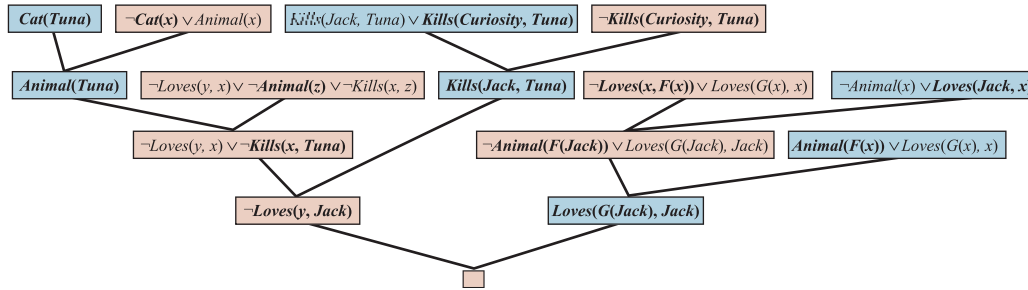 Cat(Tuna)
¬Cat(x) ∨ Animal(x)
Kills(Jack, Tuna) ∨ Kills(Curiosity, Tuna)
¬Kills(Curiosity, Tuna)
Animal(Tuna)
¬Loves(y, x) ∨ ¬Animal(z) ∨ ¬Kills(x, z)
Kills(Jack, Tuna)
¬Loves(x, F(x)) ∨ Loves(G(x), x)
¬Animal(x) ∨ Loves(Jack, x
¬Loves(y, x) ∨ ¬Kills(x, Tuna)
¬Animal(F(Jack)) ∨ Loves(G(Jack), Jack)
Animal(F(x)) ∨ Loves(G(x), x)
¬Loves(y, Jack)
Loves(G(Jack), Jack)